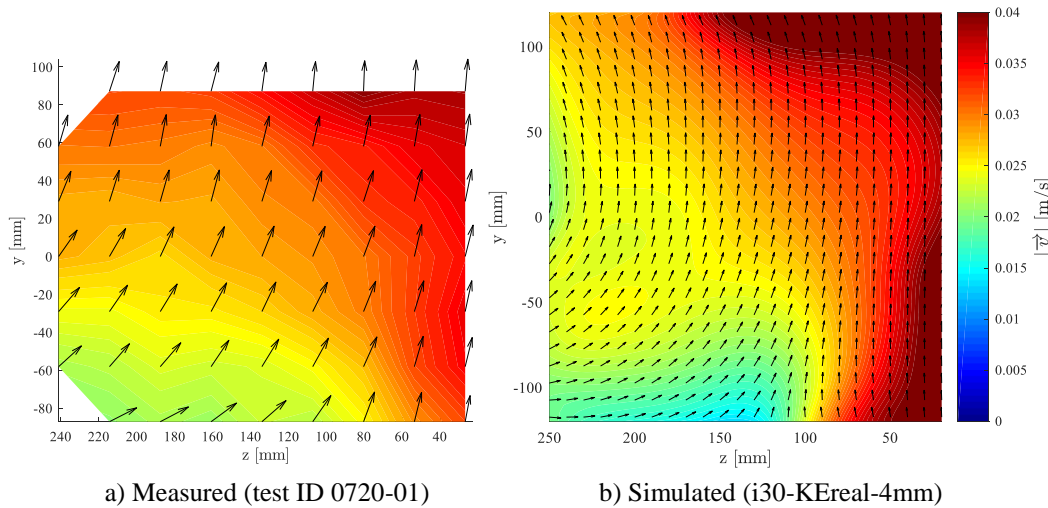 100
80
60
40
20
0
-20
-40
-60
-80
y [mm]
240 220 200 180 160 140 120 100 80 60 40
z [mm]
a) Measured (test ID 0720-01)
100
50
0
-50
-100
y [mm]
250 200 150 100 50
z [mm]
b) Simulated (i30-KEreal-4mm)
0.04
0.035
0.03
0.025
0.02
0.015
0.01
0.005
0
|v⃗| [m/s]